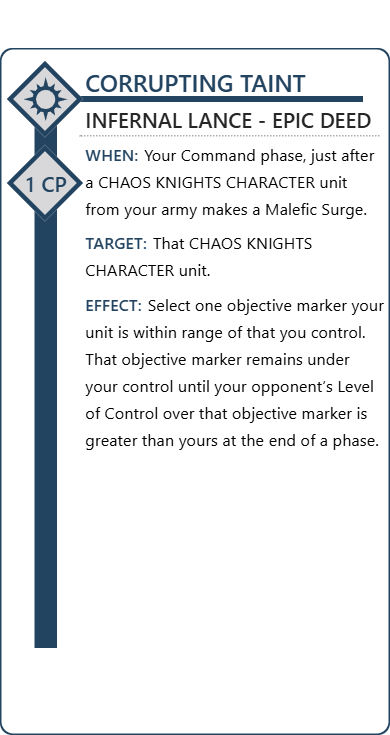 CORRUPTING TAINT
INFERNAL LANCE - EPIC DEED
WHEN: Your Command phase, just after
1 CP
a CHAOS KNIGHTS CHARACTER unit
from your army makes a Malefic Surge.
TARGET: That CHAOS KNIGHTS
CHARACTER unit.
EFFECT: Select one objective marker your
unit is within range of that you control.
That objective marker remains under
your control until your opponent’s Level
of Control over that objective marker is
greater than yours at the end of a phase.